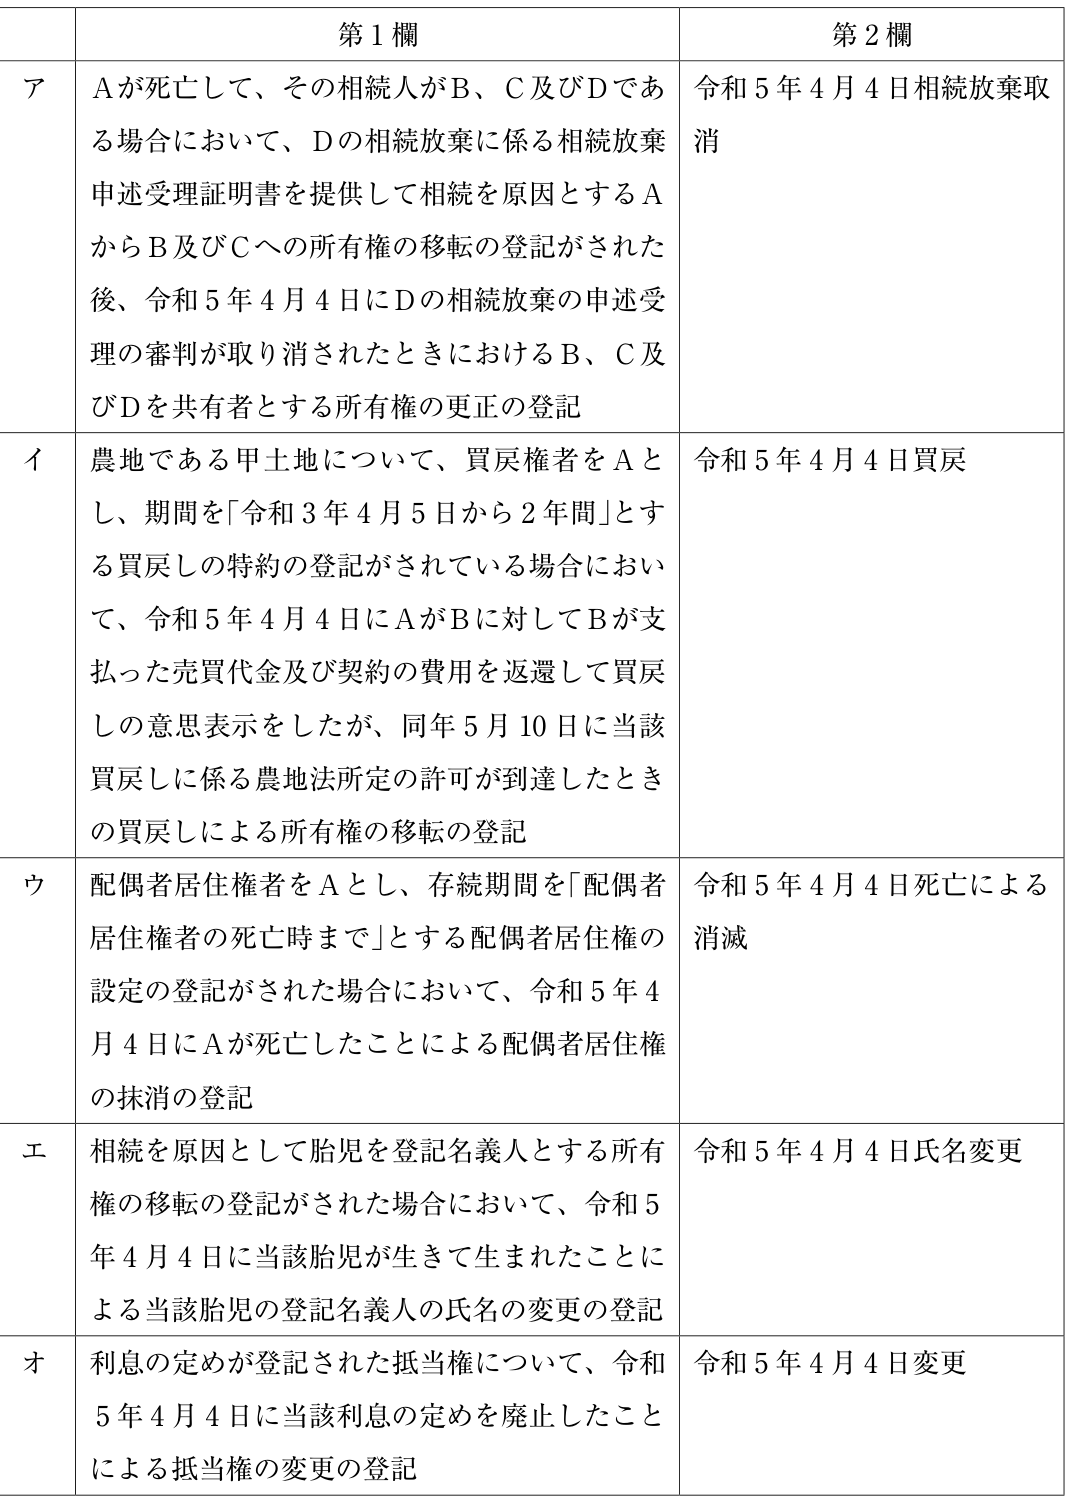 第１欄 第２欄
ア Ａが死亡して、その相続人がＢ、Ｃ及びＤであ 令和５年４月４日相続放棄取
る場合において、Ｄの相続放棄に係る相続放棄 消
申述受理証明書を提供して相続を原因とするＡ
からＢ及びＣへの所有権の移転の登記がされた
後、令和５年４月４日にＤの相続放棄の申述受
理の審判が取り消されたときにおけるＢ、Ｃ及
びＤを共有者とする所有権の更正の登記
イ 農地である甲土地について、買戻権者をＡと 令和５年４月４日買戻
し、期間を「令和３年４月５日から２年間」とす
る買戻しの特約の登記がされている場合におい
て、令和５年４月４日にＡがＢに対してＢが支
払った売買代金及び契約の費用を返還して買戻
しの意思表示をしたが、同年５月10日に当該
買戻しに係る農地法所定の許可が到達したとき
の買戻しによる所有権の移転の登記
ウ 配偶者居住権者をＡとし、存続期間を「配偶者 令和５年４月４日死亡による
居住権者の死亡時まで」とする配偶者居住権の 消滅
設定の登記がされた場合において、令和５年４
月４日にＡが死亡したことによる配偶者居住権
の抹消の登記
エ 相続を原因として胎児を登記名義人とする所有 令和５年４月４日氏名変更
権の移転の登記がされた場合において、令和５
年４月４日に当該胎児が生きて生まれたことに
よる当該胎児の登記名義人の氏名の変更の登記
オ 利息の定めが登記された抵当権について、令和 令和５年４月４日変更
５年４月４日に当該利息の定めを廃止したこと
による抵当権の変更の登記